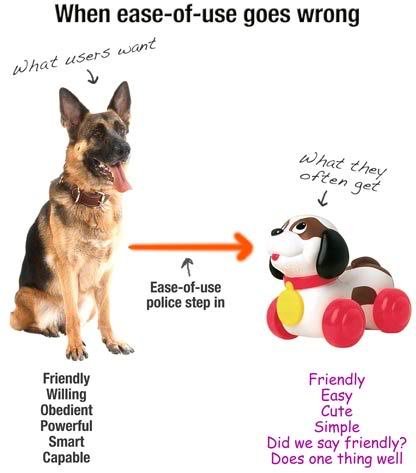 When ease-of-use goes wrong
What users want
What they
often get
Ease-of-use
police step in
Friendly
Willing
Obedient
Powerful
Smart
Capable
Friendly
Easy
Cute
Simple
Did we say friendly?
Does one thing well